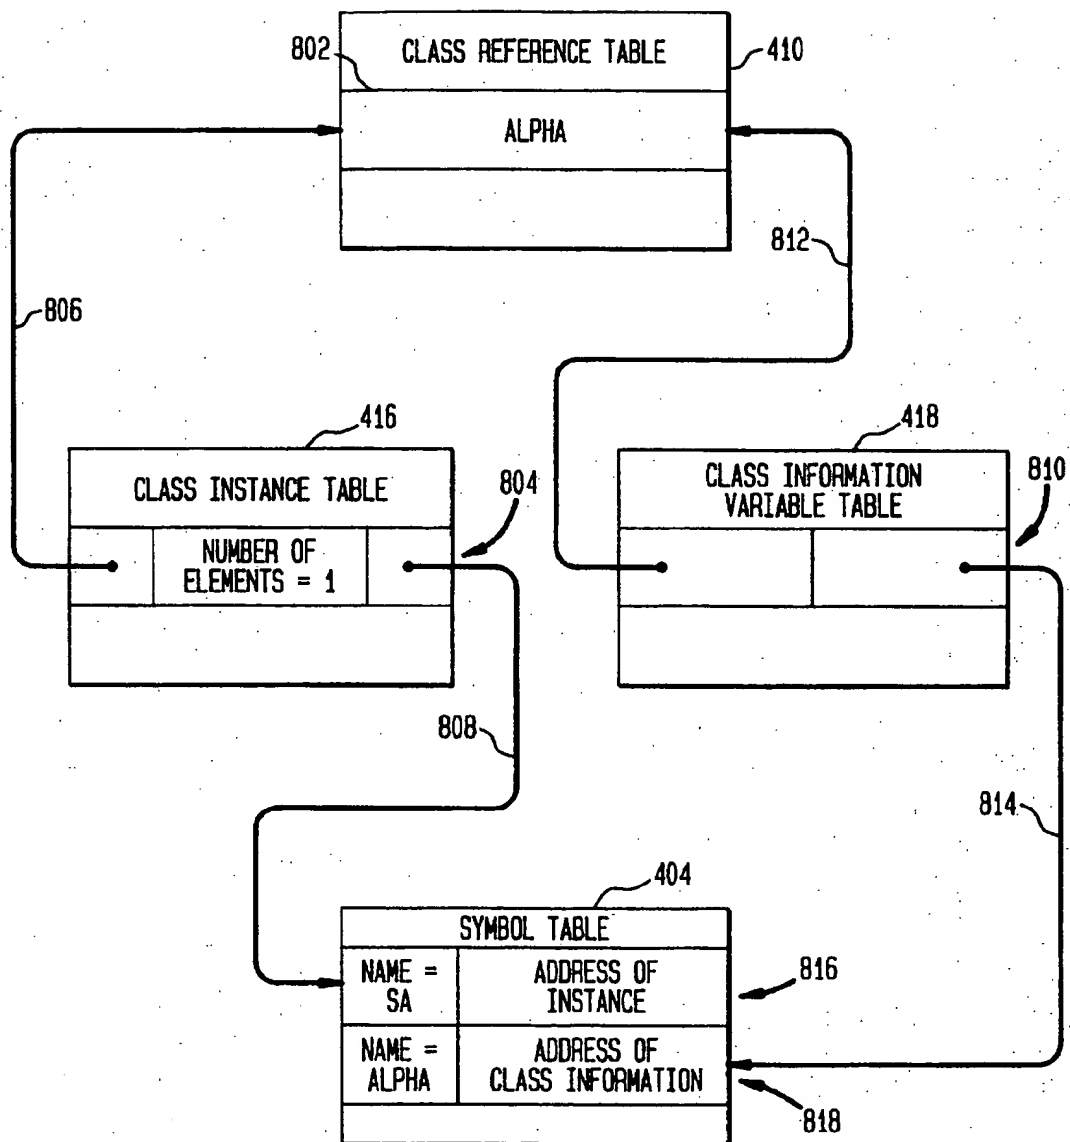 802
CLASS REFERENCE TABLE
410
ALPHA
812
806
416
418
CLASS INSTANCE TABLE
804
CLASS INFORMATION
VARIABLE TABLE
810
NUMBER OF
ELEMENTS = 1
808
814
404
SYMBOL TABLE
NAME =
SA
ADDRESS OF
INSTANCE
816
NAME =
ALPHA
ADDRESS OF
CLASS INFORMATION
818